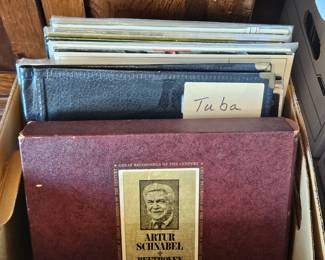 Tuba
GREAT RECORDINGS OF THE CENTURY
ARTUR
SCHNABEL
BEETHOVEN